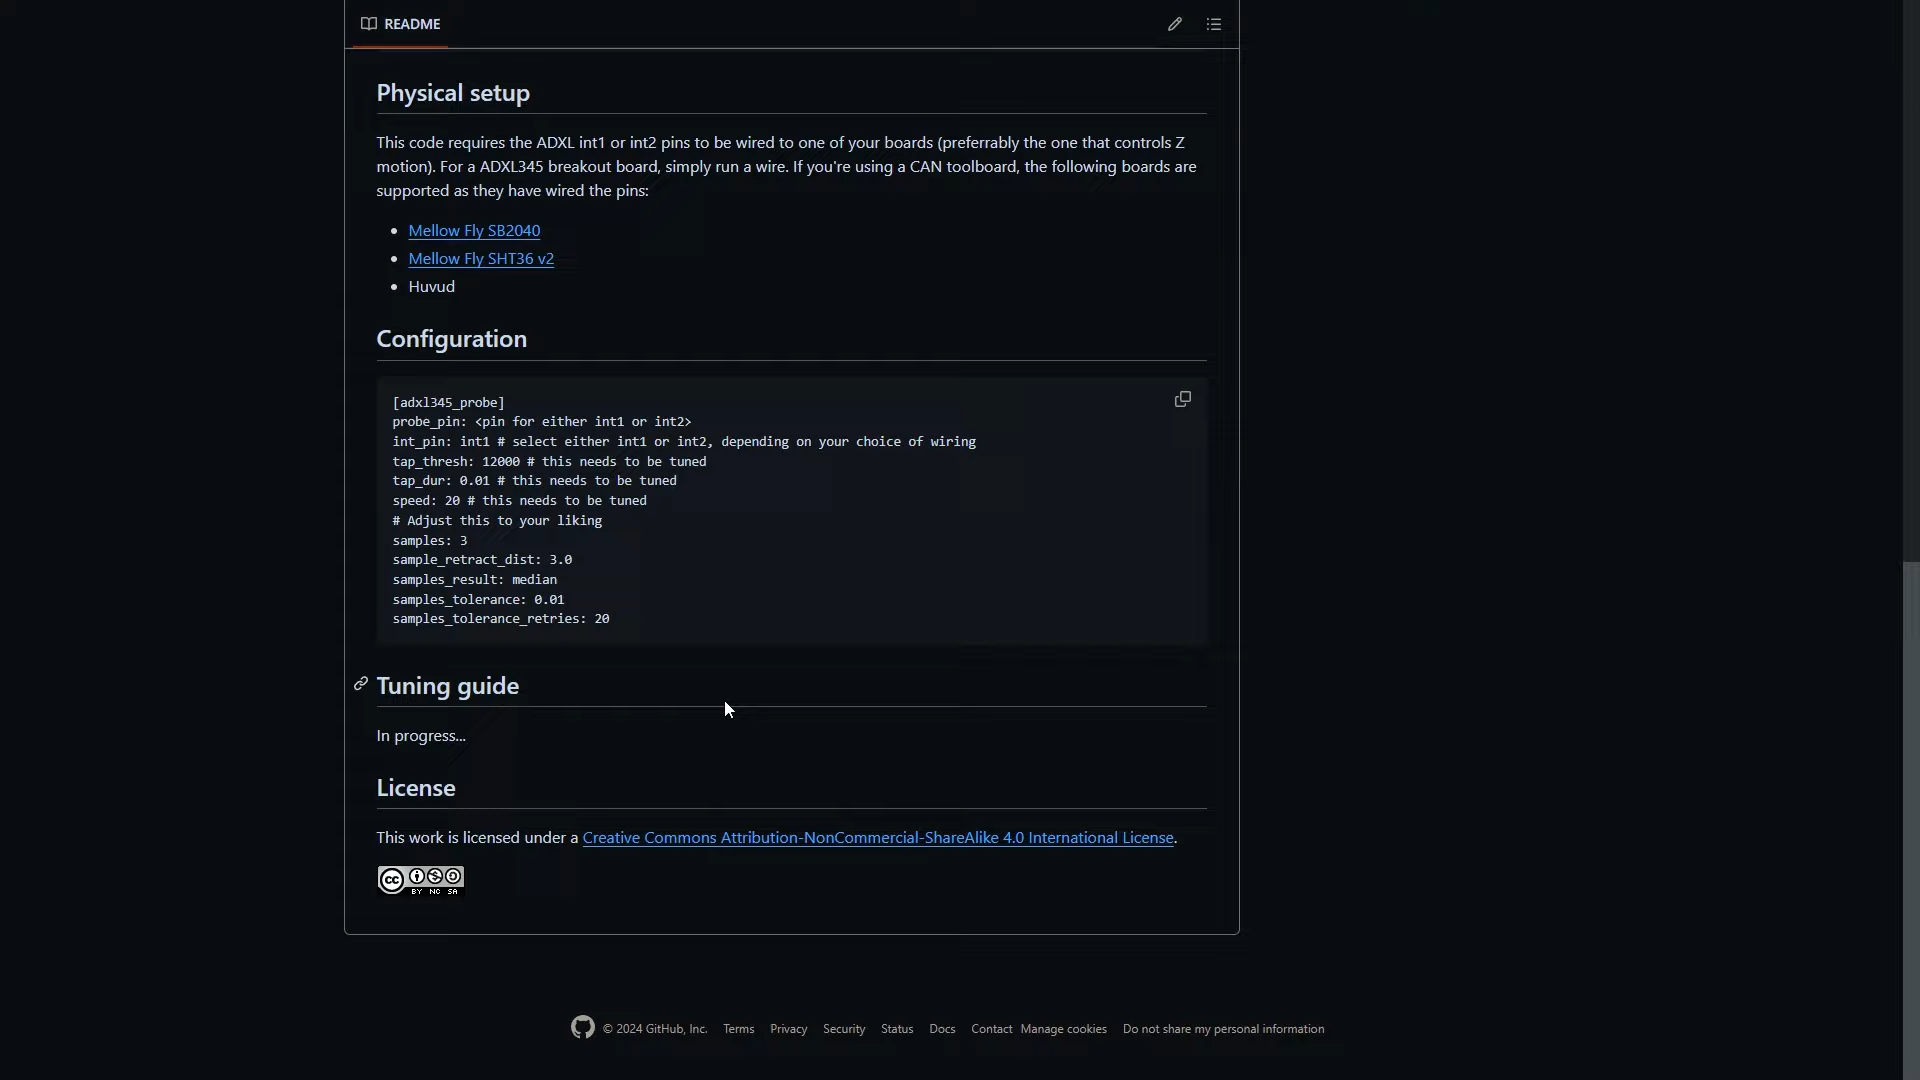 README
Physical setup
This code requires the ADXL int1 or int2 pins to be wired to one of your boards (preferrably the one that controls Z
motion). For a ADXL345 breakout board, simply run a wire. If you're using a CAN toolboard, the following boards are
supported as they have wired the pins:
• Mellow Fly SB2040
• Mellow Fly SHT36 v2
• Huvud
Configuration
[adxl345_probe]
probe_pin: <pin for either int1 or int2>
int_pin: int1 # select either int1 or int2, depending on your choice of wiring
tap_thresh: 12000 # this needs to be tuned
tap_dur: 0.01 # this needs to be tuned
speed: 20 # this needs to be tuned
# Adjust this to your liking
samples: 3
sample_retract_dist: 3.0
samples_result: median
samples_tolerance: 0.01
samples_tolerance_retries: 20
Tuning guide
In progress...
License
This work is licensed under a Creative Commons Attribution-NonCommercial-ShareAlike 4.0 International License.
cc BY NC SA
© 2024 GitHub, Inc. Terms Privacy Security Status Docs Contact Manage cookies Do not share my personal information